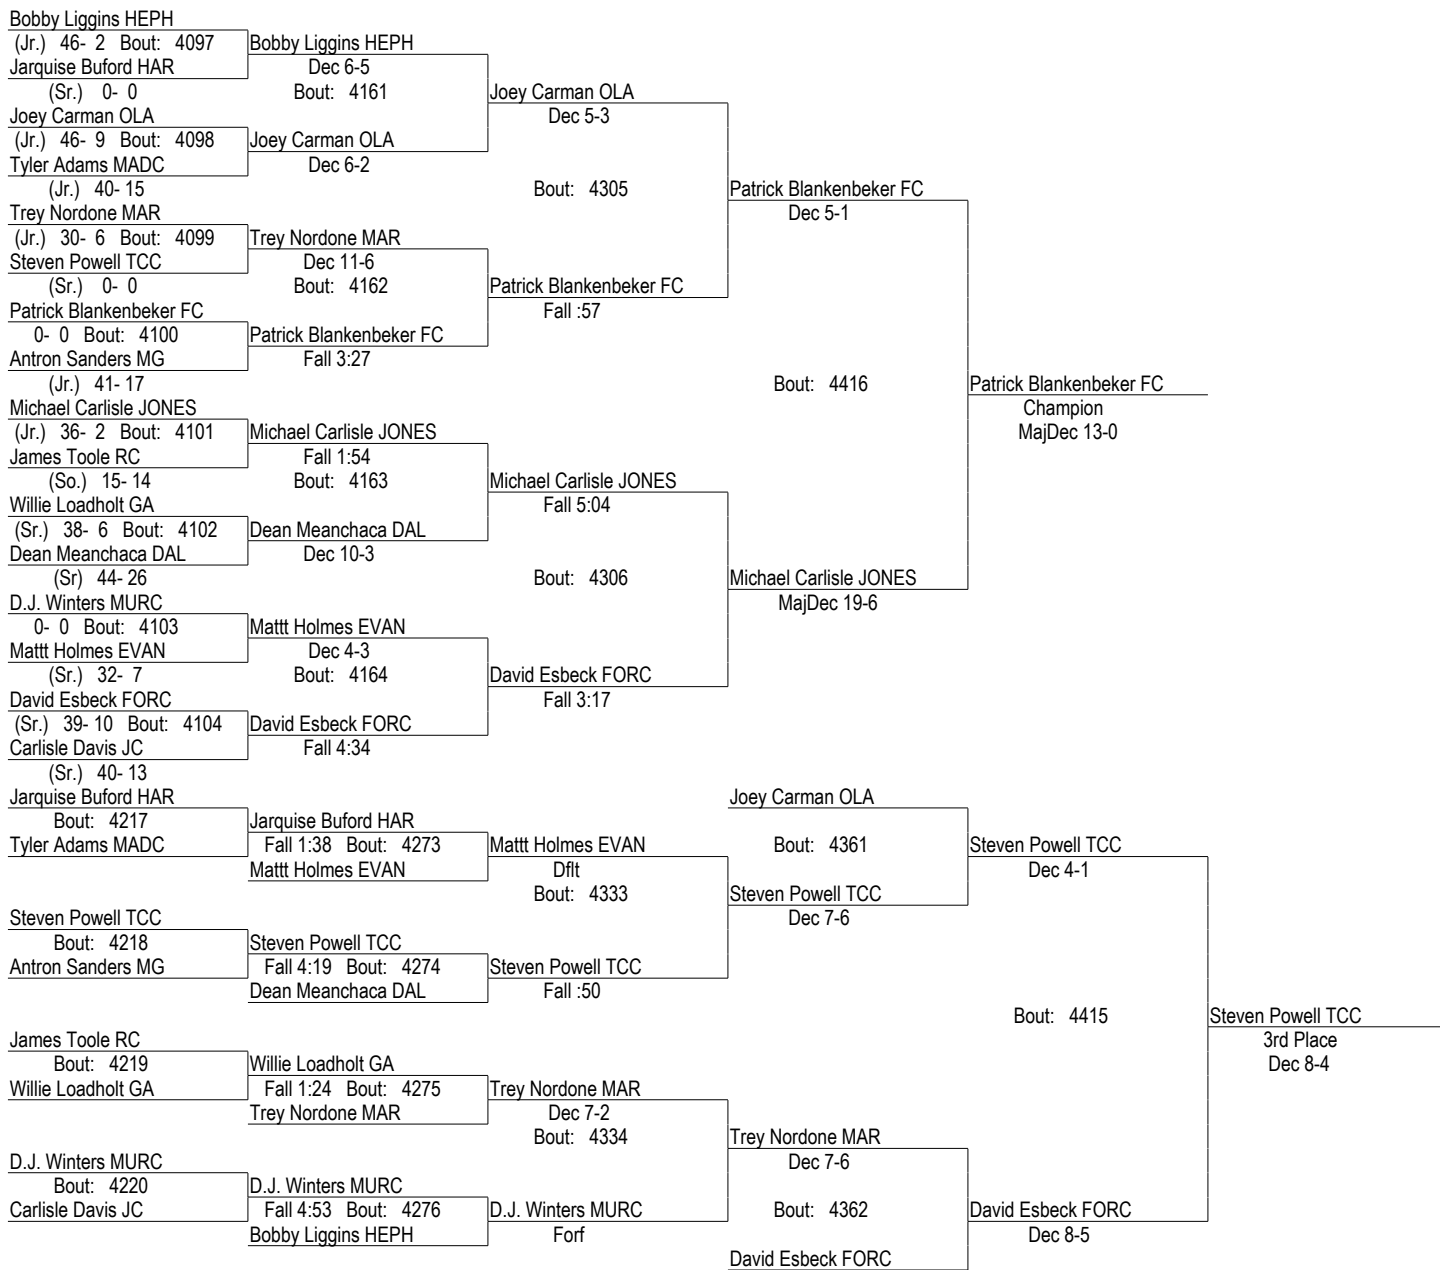 Bobby Liggins HEPH
(Jr.) 46- 2 Bout: 4097 Bobby Liggins HEPH
Jarquise Buford HAR Dec 6-5
(Sr.) 0- 0 Bout: 4161 Joey Carman OLA
Joey Carman OLA Dec 5-3
(Jr.) 46- 9 Bout: 4098 Joey Carman OLA
Tyler Adams MADC Dec 6-2
(Jr.) 40- 15 Bout: 4305 Patrick Blankenbeker FC
Trey Nordone MAR Dec 5-1
(Jr.) 30- 6 Bout: 4099 Trey Nordone MAR
Steven Powell TCC Dec 11-6
(Sr.) 0- 0 Bout: 4162 Patrick Blankenbeker FC
Patrick Blankenbeker FC Fall :57
0- 0 Bout: 4100 Patrick Blankenbeker FC
Antron Sanders MG Fall 3:27
(Jr.) 41- 17 Bout: 4416 Patrick Blankenbeker FC
Michael Carlisle JONES Champion
(Jr.) 36- 2 Bout: 4101 Michael Carlisle JONES MajDec 13-0
James Toole RC Fall 1:54
(So.) 15- 14 Bout: 4163 Michael Carlisle JONES
Willie Loadholt GA Fall 5:04
(Sr.) 38- 6 Bout: 4102 Dean Meanchaca DAL
Dean Meanchaca DAL Dec 10-3
(Sr) 44- 26 Bout: 4306 Michael Carlisle JONES
D.J. Winters MURC MajDec 19-6
0- 0 Bout: 4103 Mattt Holmes EVAN
Mattt Holmes EVAN Dec 4-3
(Sr.) 32- 7 Bout: 4164 David Esbeck FORC
David Esbeck FORC Fall 3:17
(Sr.) 39- 10 Bout: 4104 David Esbeck FORC
Carlisle Davis JC Fall 4:34
(Sr.) 40- 13
Jarquise Buford HAR Joey Carman OLA
Bout: 4217 Jarquise Buford HAR
Tyler Adams MADC Fall 1:38 Bout: 4273 Mattt Holmes EVAN Bout: 4361 Steven Powell TCC
Mattt Holmes EVAN Dflt Dec 4-1
Bout: 4333 Steven Powell TCC
Steven Powell TCC Dec 7-6
Bout: 4218 Steven Powell TCC
Antron Sanders MG Fall 4:19 Bout: 4274 Steven Powell TCC
Dean Meanchaca DAL Fall :50
Bout: 4415 Steven Powell TCC
James Toole RC 3rd Place
Bout: 4219 Willie Loadholt GA Dec 8-4
Willie Loadholt GA Fall 1:24 Bout: 4275 Trey Nordone MAR
Trey Nordone MAR Dec 7-2
Bout: 4334 Trey Nordone MAR
D.J. Winters MURC Dec 7-6
Bout: 4220 D.J. Winters MURC
Carlisle Davis JC Fall 4:53 Bout: 4276 D.J. Winters MURC Bout: 4362 David Esbeck FORC
Bobby Liggins HEPH Forf Dec 8-5
David Esbeck FORC